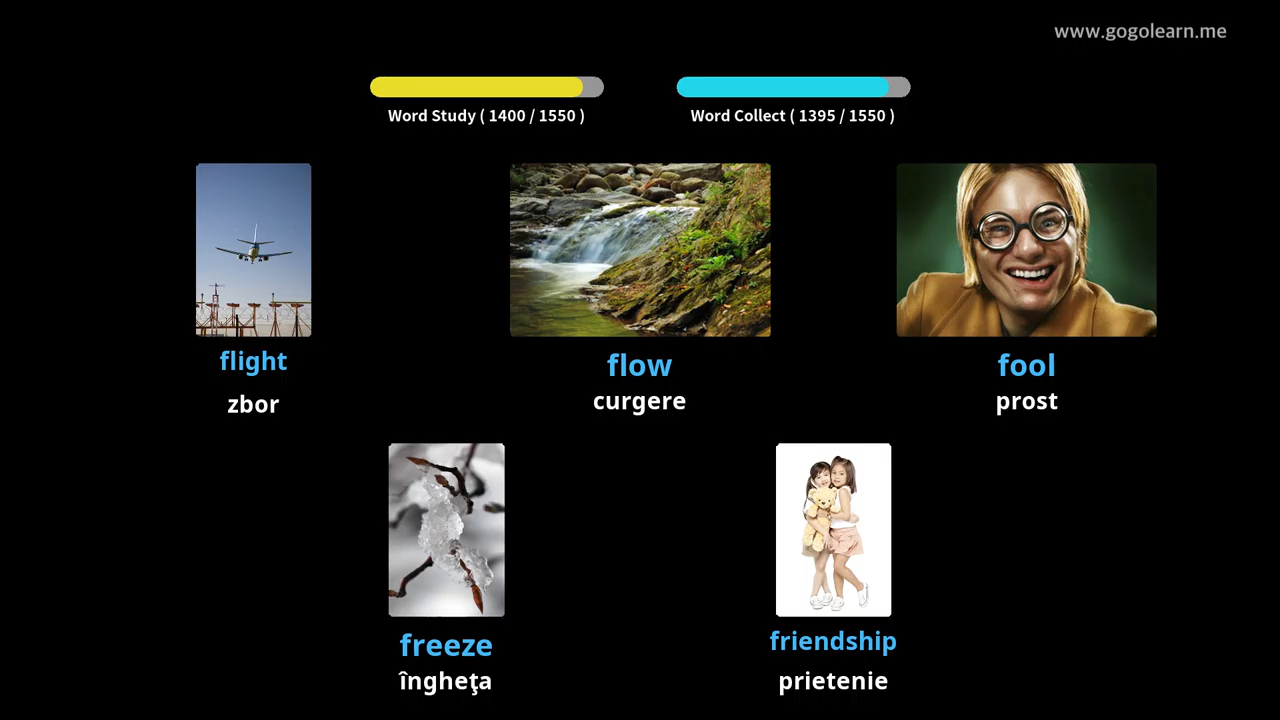 www.gogolearn.me
Word Study ( 1400 / 1550 )
Word Collect ( 1395 / 1550 )
flight
zbor
flow
curgere
fool
prost
freeze
îngheţa
friendship
prietenie